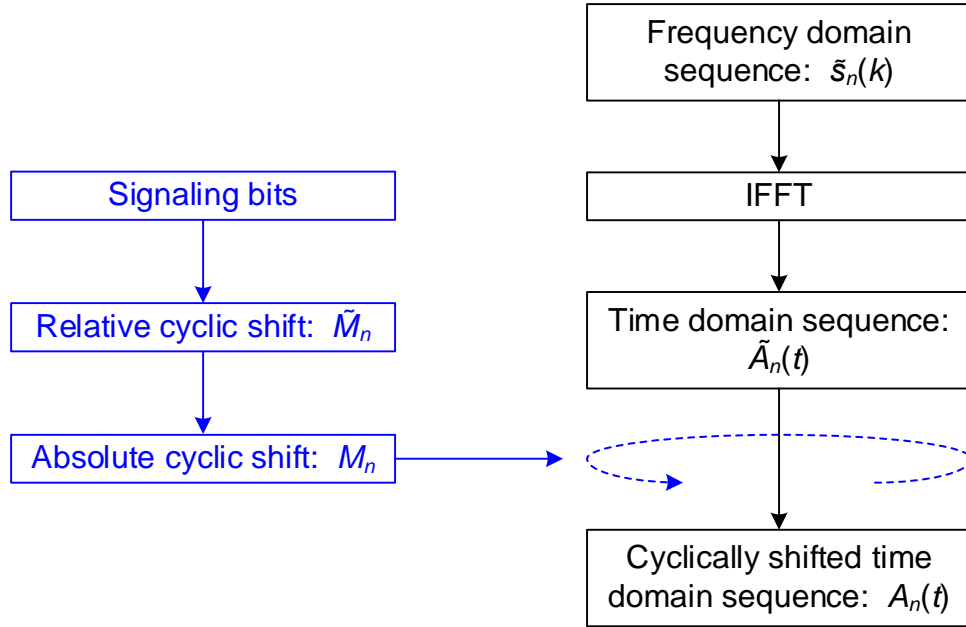 Frequency domain
sequence: s̃ₙ(k)
Signaling bits
IFFT
Relative cyclic shift: M̃ₙ
Time domain sequence:
Ãₙ(t)
Absolute cyclic shift: Mₙ
Cyclically shifted time
domain sequence: Aₙ(t)